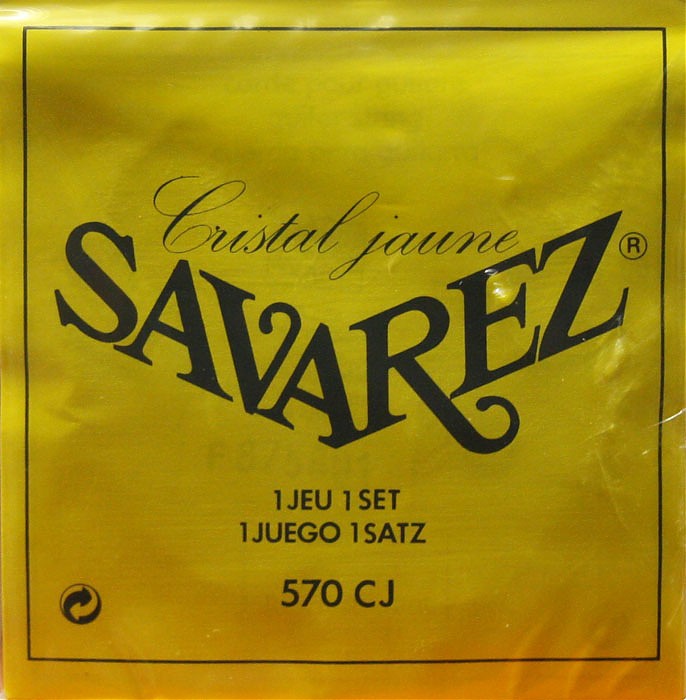 Cristal jaune
SAVAREZ®
1 JEU 1 SET
1 JUEGO 1 SATZ
570 CJ